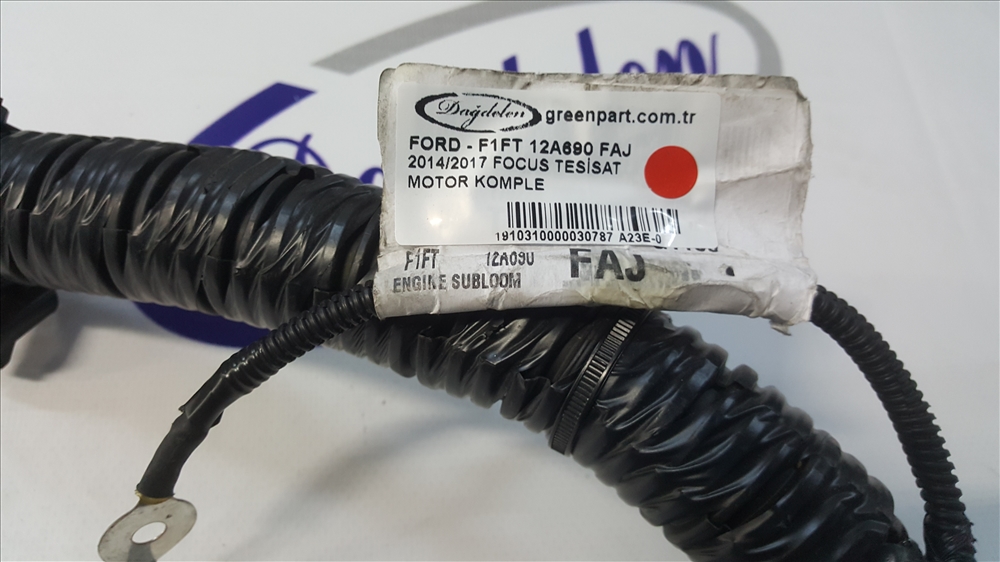 Dağdelen
Dağdelen greenpart.com.tr
FORD - F1FT 12A690 FAJ
2014/2017 FOCUS TESİSAT
MOTOR KOMPLE
1910310000030787 A23E-0
F1FT 12A690 FAJ
ENGINE SUBLOOM